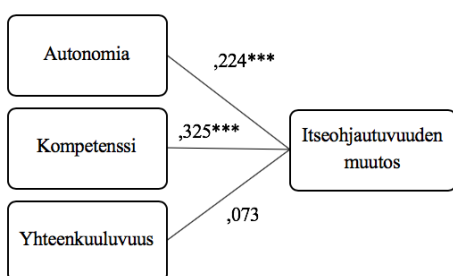 Autonomia
,224***
,325***
Kompetenssi
Itseohjautuvuuden
muutos
,073
Yhteenkuuluvuus